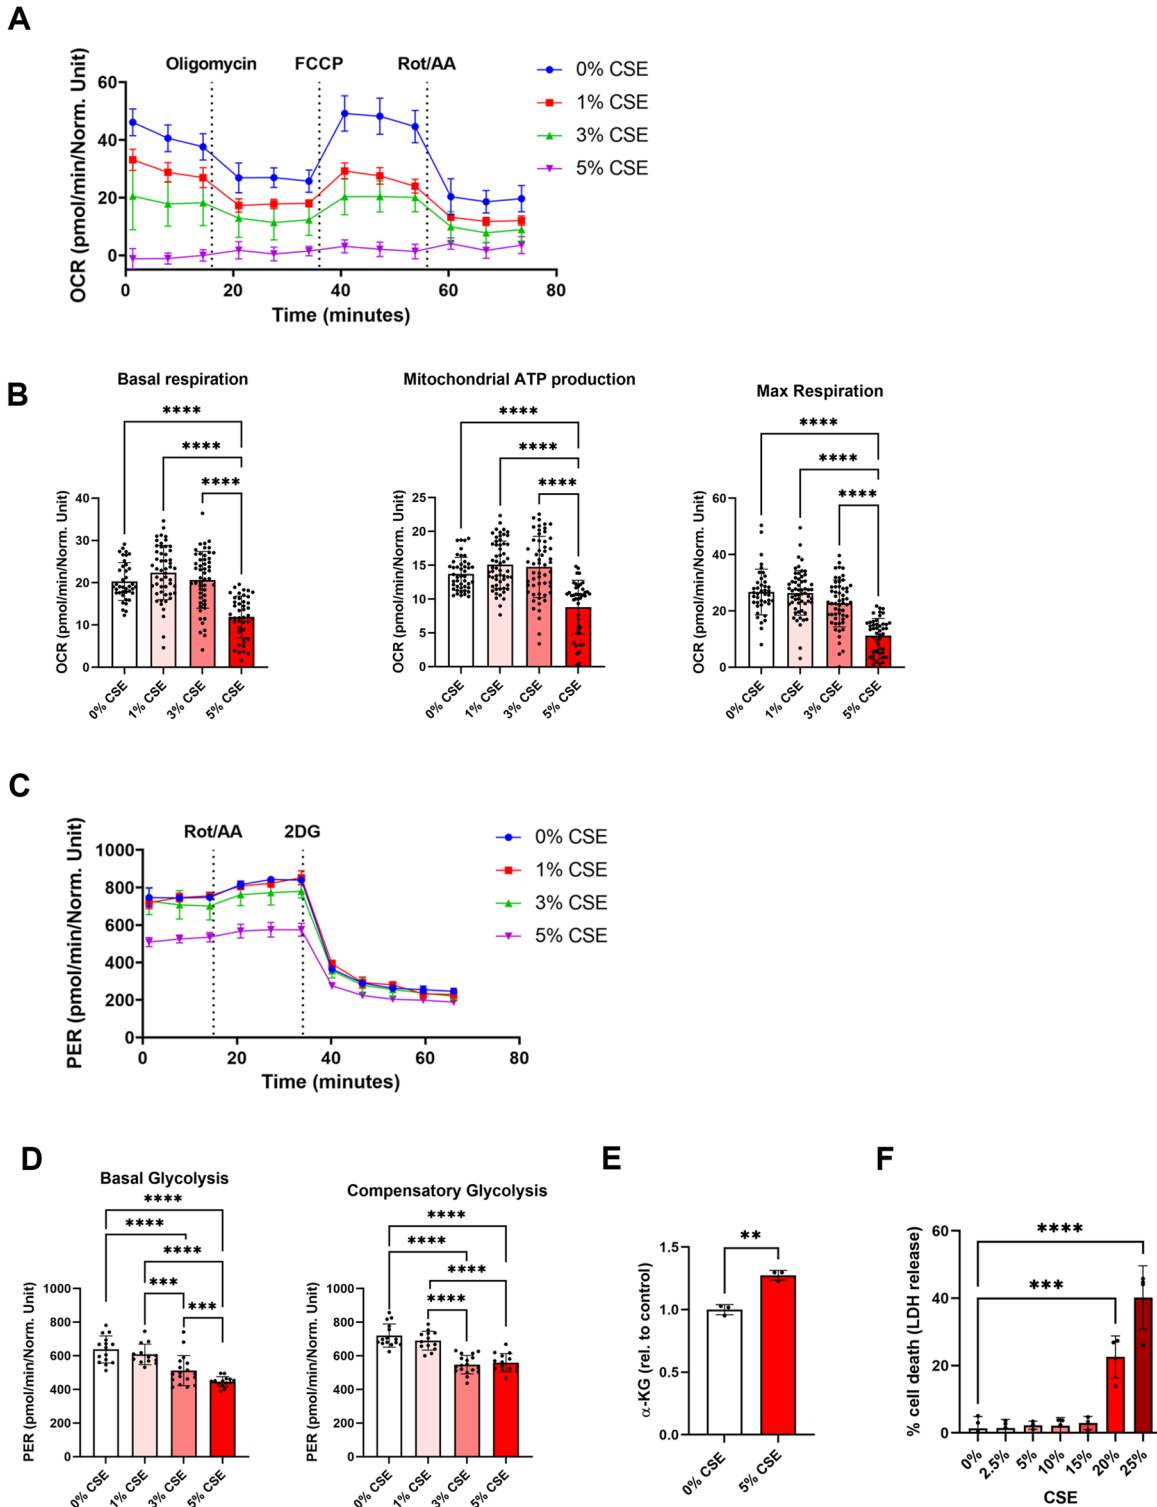 A
Oligomycin FCCP Rot/AA
0% CSE
1% CSE
3% CSE
5% CSE
OCR (pmol/min/Norm. Unit)
60
40
20
0
0 20 40 60 80
Time (minutes)
B
Basal respiration
****
****
****
OCR (pmol/min/Norm. Unit)
40
30
20
10
0
0% CSE 1% CSE 3% CSE 5% CSE
Mitochondrial ATP production
****
****
****
OCR (pmol/min/Norm. Unit)
25
20
15
10
5
0
0% CSE 1% CSE 3% CSE 5% CSE
Max Respiration
****
****
****
OCR (pmol/min/Norm. Unit)
60
40
20
0
0% CSE 1% CSE 3% CSE 5% CSE
C
Rot/AA 2DG
0% CSE
1% CSE
3% CSE
5% CSE
PER (pmol/min/Norm. Unit)
1000
800
600
400
200
0
0 20 40 60 80
Time (minutes)
D
Basal Glycolysis
****
****
****
***
***
PER (pmol/min/Norm. Unit)
1000
800
600
400
200
0
0% CSE 1% CSE 3% CSE 5% CSE
Compensatory Glycolysis
****
****
****
****
PER (pmol/min/Norm. Unit)
1000
800
600
400
200
0
0% CSE 1% CSE 3% CSE 5% CSE
E
**
α-KG (rel. to control)
1.5
1.0
0.5
0.0
0% CSE 5% CSE
F
****
***
% cell death (LDH release)
60
40
20
0
0% 2.5% 5% 10% 15% 20% 25%
CSE